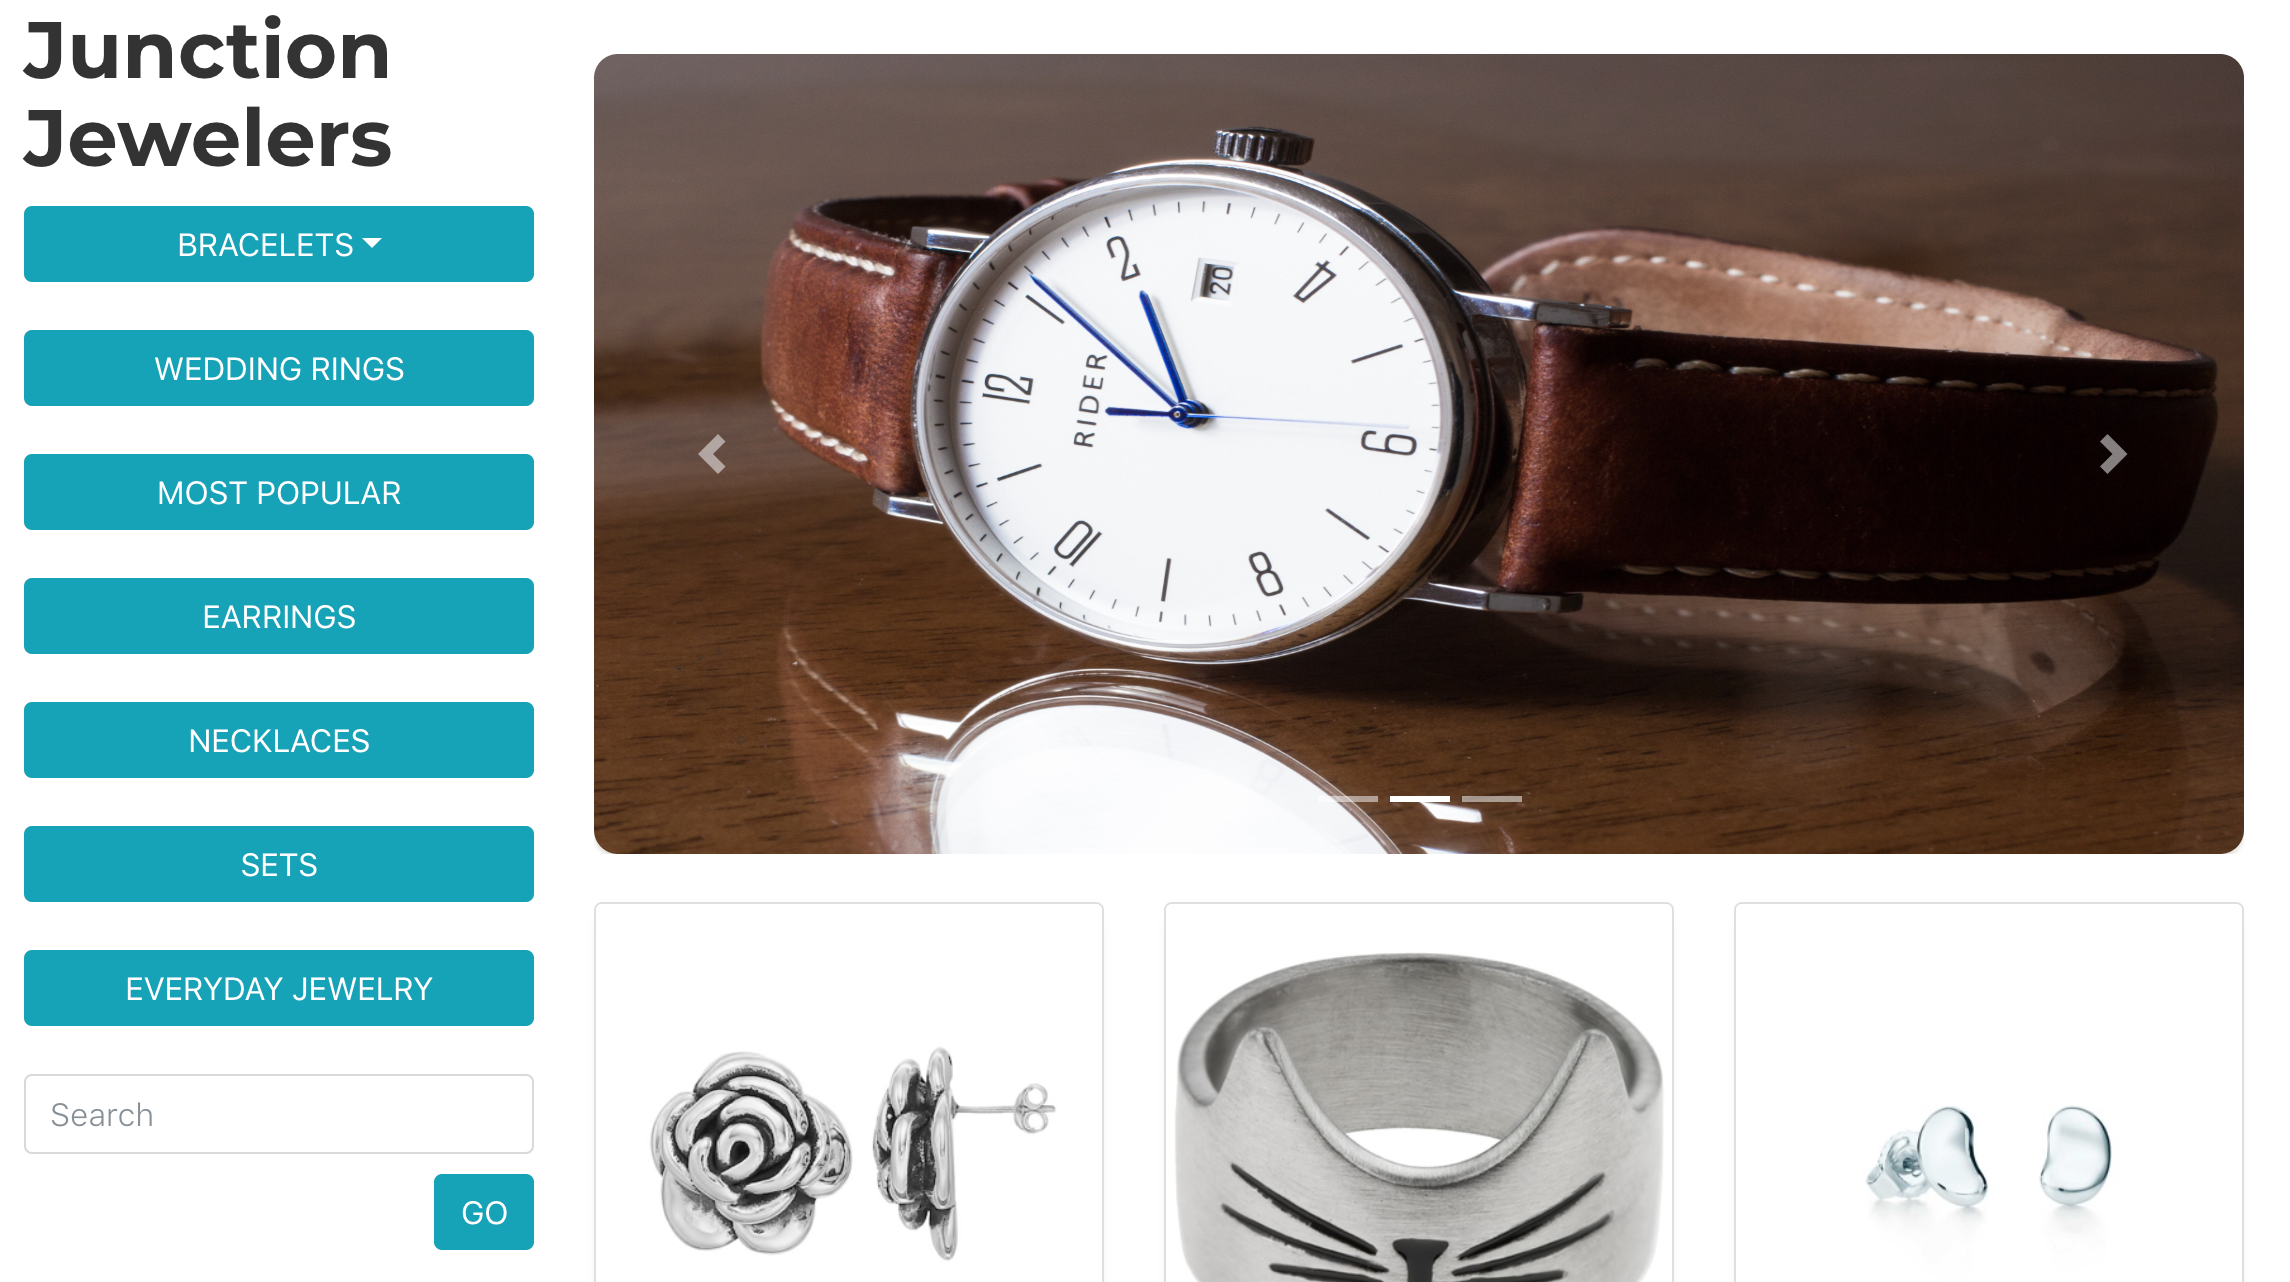 Junction
Jewelers
BRACELETS
WEDDING RINGS
MOST POPULAR
EARRINGS
NECKLACES
SETS
EVERYDAY JEWELRY
Search
GO
2
4
20
12
RIDER
6
10
8